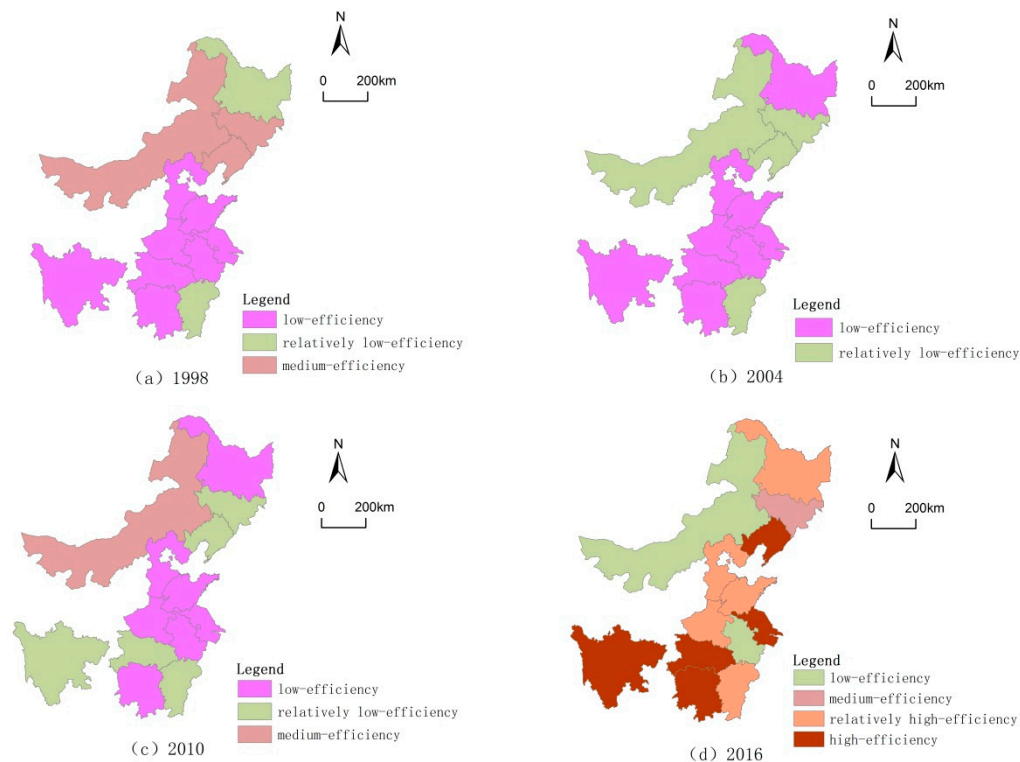 N
0 200km
Legend
low-efficiency
relatively low-efficiency
medium-efficiency
(a) 1998
N
0 200km
Legend
low-efficiency
relatively low-efficiency
(b) 2004
N
0 200km
Legend
low-efficiency
relatively low-efficiency
medium-efficiency
(c) 2010
N
0 200km
Legend
low-efficiency
medium-efficiency
relatively high-efficiency
high-efficiency
(d) 2016